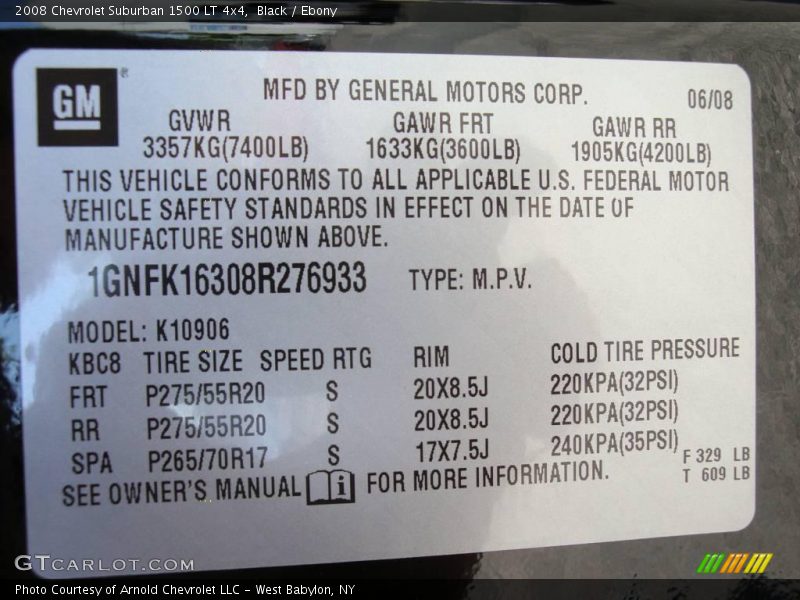 2008 Chevrolet Suburban 1500 LT 4x4, Black / Ebony
GM®
MFD BY GENERAL MOTORS CORP. 06/08
GVWR GAWR FRT GAWR RR
3357KG(7400LB) 1633KG(3600LB) 1905KG(4200LB)
THIS VEHICLE CONFORMS TO ALL APPLICABLE U.S. FEDERAL MOTOR
VEHICLE SAFETY STANDARDS IN EFFECT ON THE DATE OF
MANUFACTURE SHOWN ABOVE.
1GNFK16308R276933 TYPE: M.P.V.
MODEL: K10906
KBC8 TIRE SIZE SPEED RTG RIM COLD TIRE PRESSURE
FRT P275/55R20 S 20X8.5J 220KPA(32PSI)
RR P275/55R20 S 20X8.5J 220KPA(32PSI)
SPA P265/70R17 S 17X7.5J 240KPA(35PSI)
F 329 LB
T 609 LB
SEE OWNER'S MANUAL i FOR MORE INFORMATION.
GTCARLOT.COM
Photo Courtesy of Arnold Chevrolet LLC - West Babylon, NY